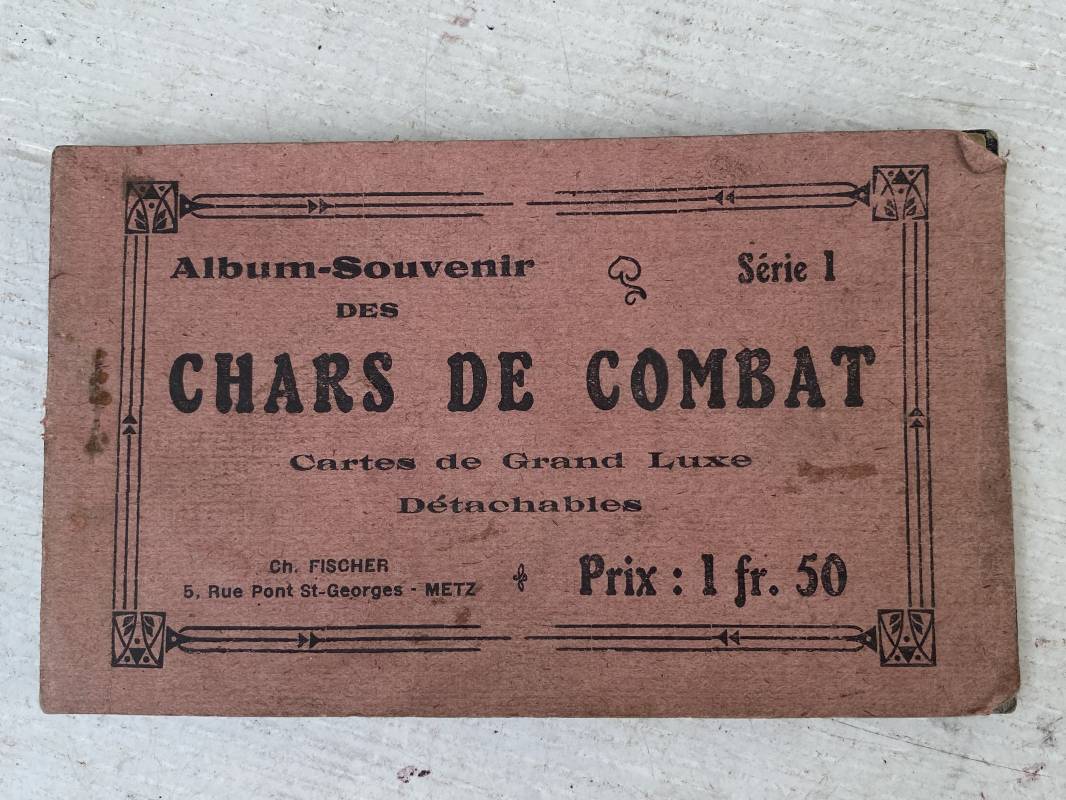 Album-Souvenir Série 1
DES
CHARS DE COMBAT
Cartes de Grand Luxe
Détachables
Ch. FISCHER
5, Rue Pont St-Georges - METZ
Prix : 1 fr. 50